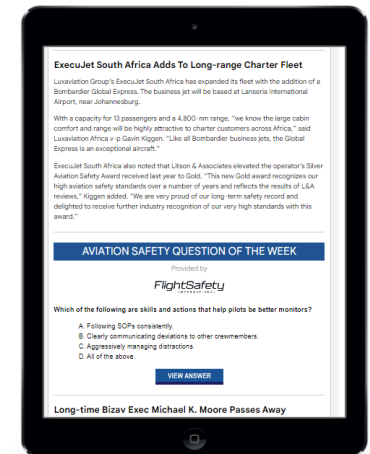 ExecuJet South Africa Adds To Long-range Charter Fleet
Luxaviation Group's ExecuJet South Africa has expanded its fleet with the addition of a
Bombardier Global Express. The business jet will be based at Lanseria International
Airport, near Johannesburg.
With a capacity for 13 passengers and a 4,800-nm range, "we know the large cabin
comfort and range will be highly attractive to charter customers across Africa," said
Luxaviation Africa v-p Gavin Kiggen. "Like all Bombardier business jets, the Global
Express is an exceptional aircraft."
ExecuJet South Africa also noted that Litson & Associates elevated the operator's Silver
Aviation Safety Award received last year to Gold. "This new Gold award recognizes our
high aviation safety standards over a number of years and reflects the results of L&A
reviews," Kiggen added. "We are very proud of our long-term safety record and
delighted to receive further industry recognition of our very high standards with this
award."
AVIATION SAFETY QUESTION OF THE WEEK
Provided by
FlightSafety
INTERNATIONAL
Which of the following are skills and actions that help pilots be better monitors?
A. Following SOPs consistently.
B. Clearly communicating deviations to other crewmembers.
C. Aggressively managing distractions.
D. All of the above.
VIEW ANSWER
Long-time Bizav Exec Michael K. Moore Passes Away